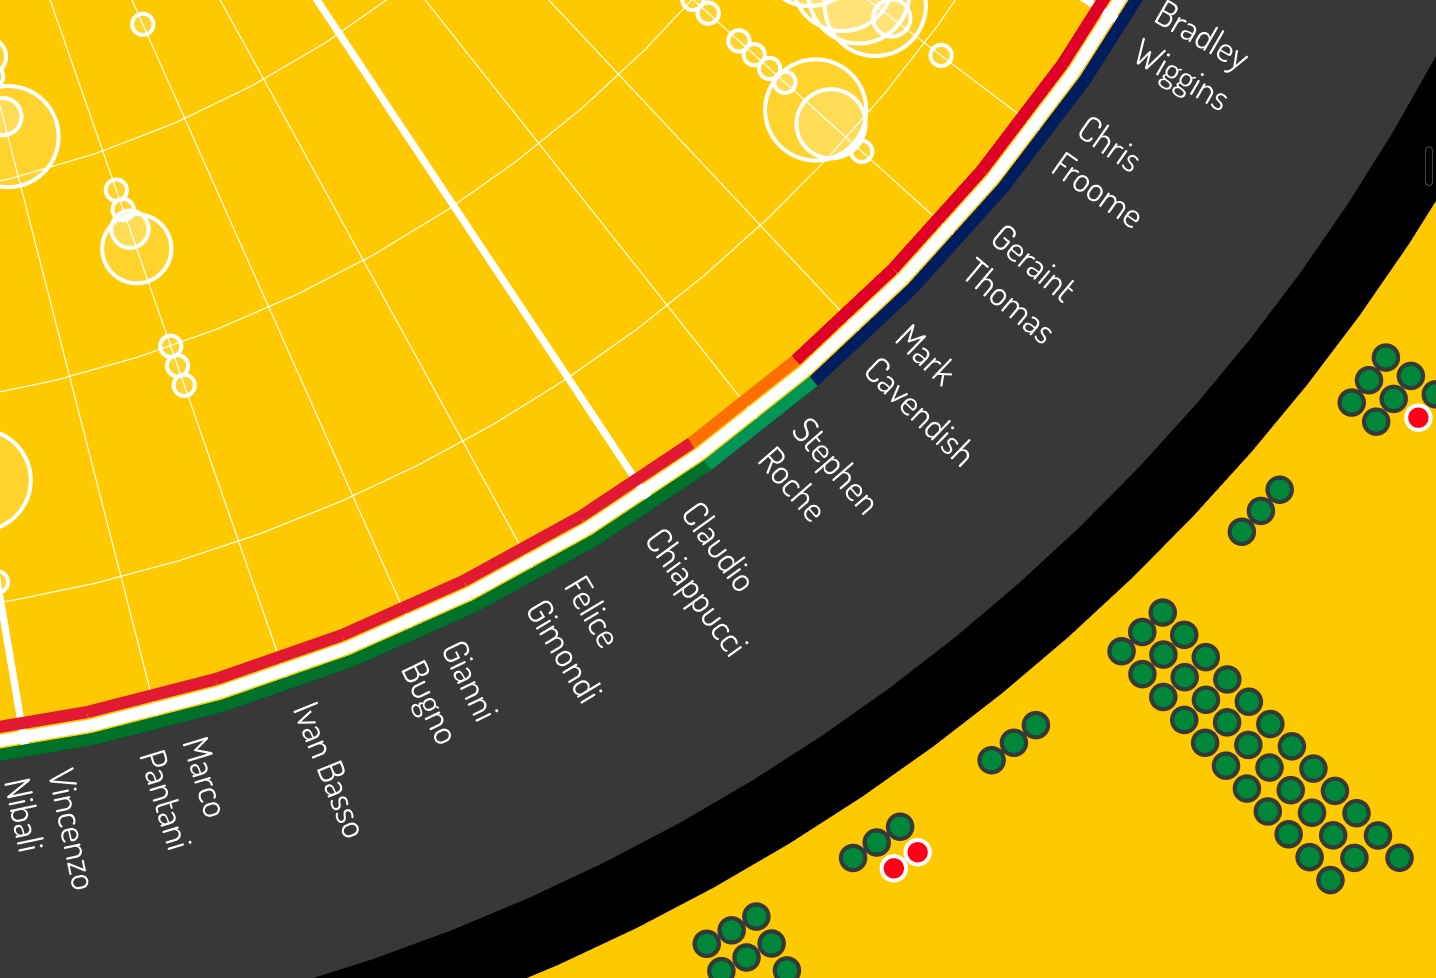 Bradley
Wiggins
Chris
Froome
Geraint
Thomas
Mark
Cavendish
Stephen
Roche
Claudio
Chiappucci
Felice
Gimondi
Gianni
Bugno
Ivan Basso
Marco
Pantani
Vincenzo
Nibali